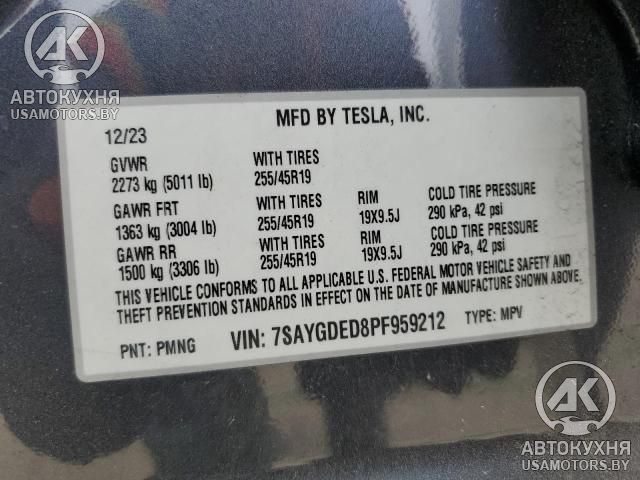 AK
АВТОКУХНЯ
USAMOTORS.BY
MFD BY TESLA, INC.
12/23
GVWR WITH TIRES
2273 kg (5011 lb) 255/45R19
GAWR FRT WITH TIRES RIM COLD TIRE PRESSURE
1363 kg (3004 lb) 255/45R19 19X9.5J 290 kPa, 42 psi
GAWR RR WITH TIRES RIM COLD TIRE PRESSURE
1500 kg (3306 lb) 255/45R19 19X9.5J 290 kPa, 42 psi
THIS VEHICLE CONFORMS TO ALL APPLICABLE U.S. FEDERAL MOTOR VEHICLE SAFETY AND
THEFT PREVENTION STANDARDS IN EFFECT ON THE DATE OF MANUFACTURE SHOWN ABOVE.
PNT: PMNG VIN: 7SAYGDED8PF959212 TYPE: MPV
AK
АВТОКУХНЯ
USAMOTORS.BY